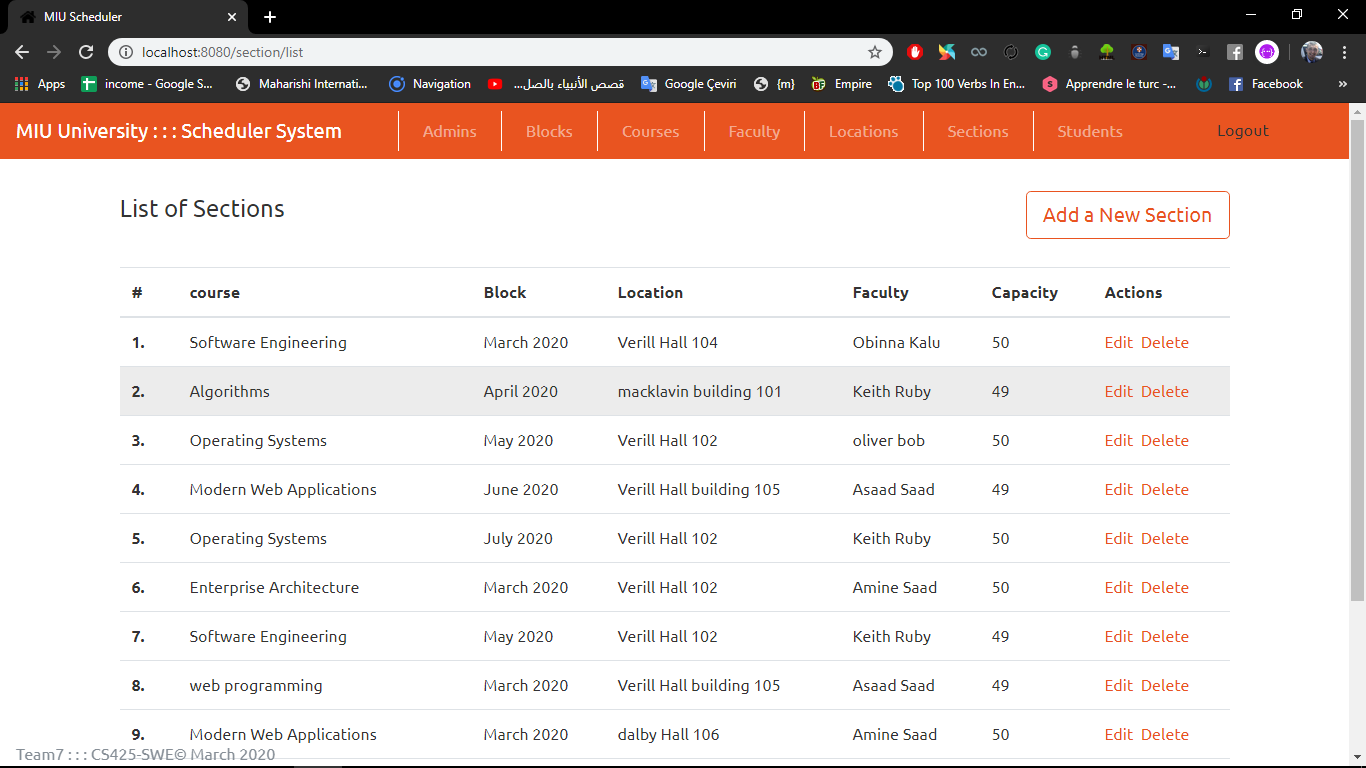 MIU Scheduler
localhost:8080/section/list
Apps income - Google S... Maharishi Internati... Navigation قصص الأنبياء بالصل... Google Çeviri {m} Empire Top 100 Verbs In En... Apprendre le turc -... Facebook »
MIU University : : : Scheduler System Admins Blocks Courses Faculty Locations Sections Students Logout
List of Sections
Add a New Section
# course Block Location Faculty Capacity Actions
1. Software Engineering March 2020 Verill Hall 104 Obinna Kalu 50 Edit Delete
2. Algorithms April 2020 macklavin building 101 Keith Ruby 49 Edit Delete
3. Operating Systems May 2020 Verill Hall 102 oliver bob 50 Edit Delete
4. Modern Web Applications June 2020 Verill Hall building 105 Asaad Saad 49 Edit Delete
5. Operating Systems July 2020 Verill Hall 102 Keith Ruby 50 Edit Delete
6. Enterprise Architecture March 2020 Verill Hall 102 Amine Saad 50 Edit Delete
7. Software Engineering May 2020 Verill Hall 102 Keith Ruby 49 Edit Delete
8. web programming March 2020 Verill Hall building 105 Asaad Saad 49 Edit Delete
9. Modern Web Applications March 2020 dalby Hall 106 Amine Saad 50 Edit Delete
Team7 : : : CS425-SWE© March 2020